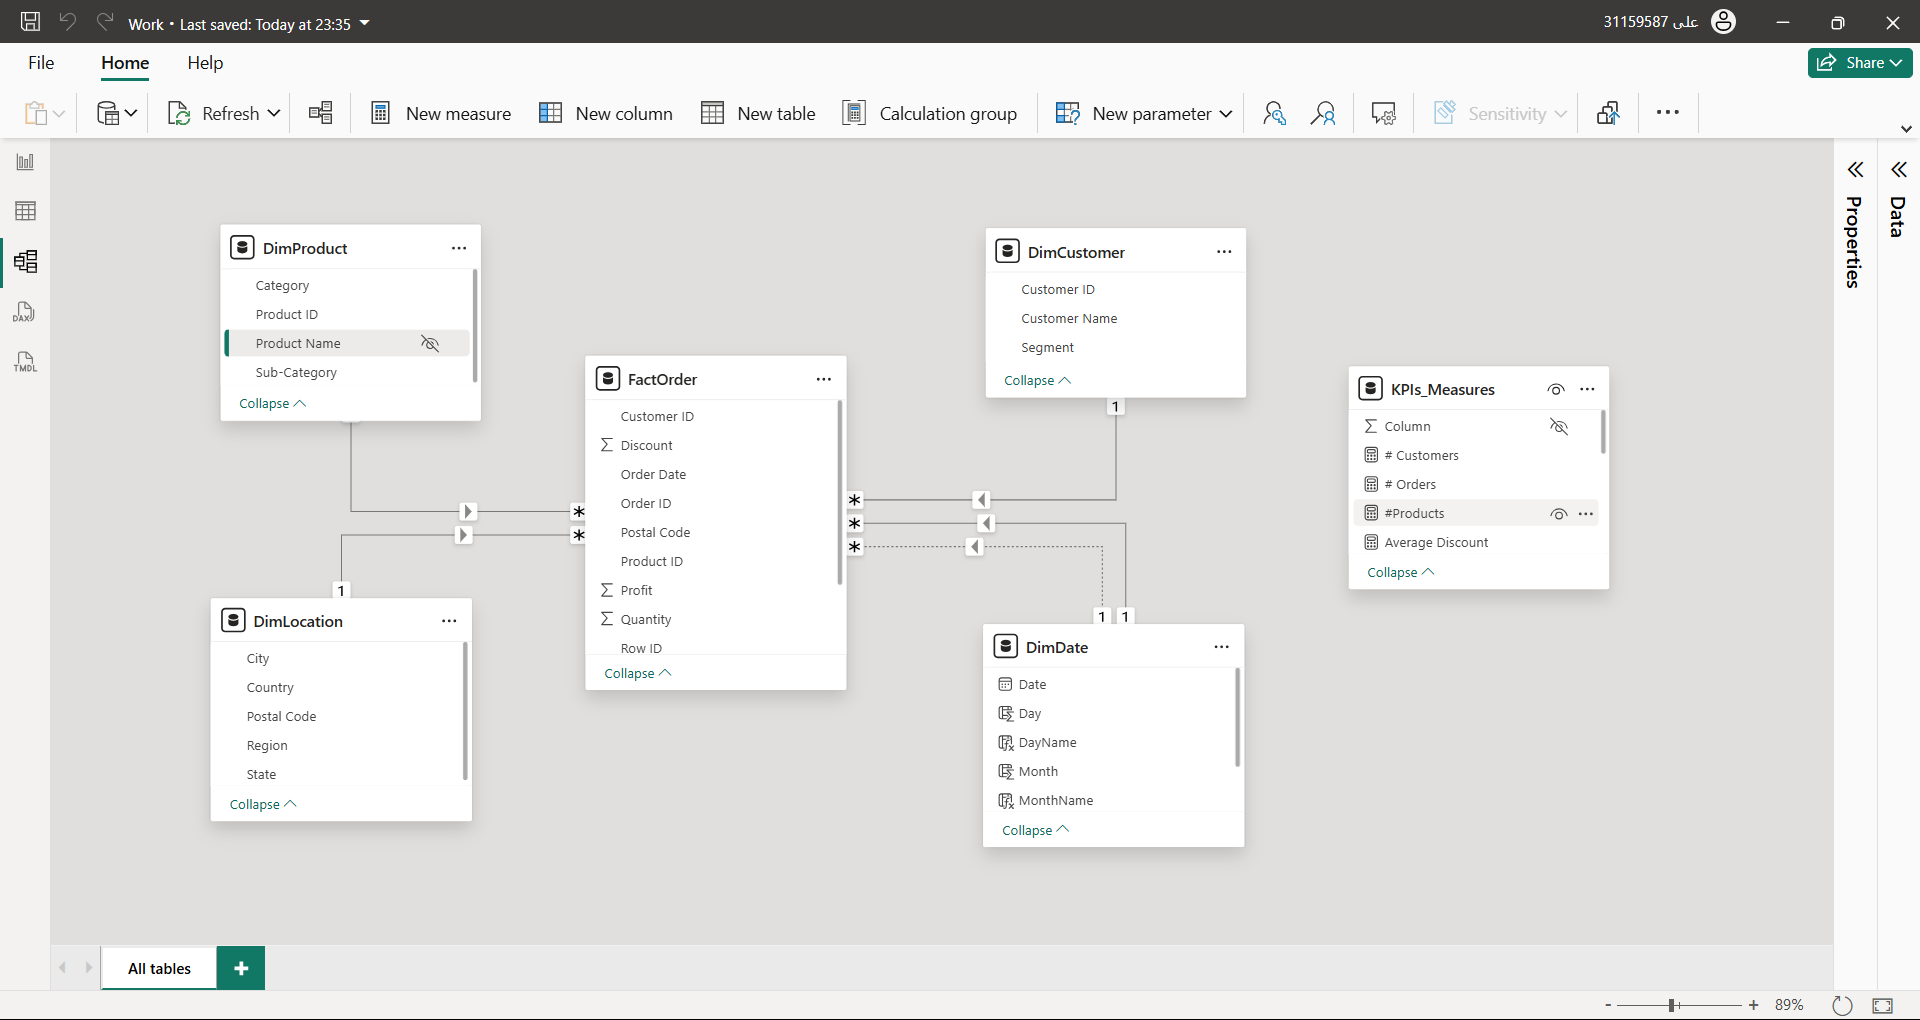 Work • Last saved: Today at 23:35
علی 31159587
File Home Help
Share
Refresh
New measure
New column
New table
Calculation group
New parameter
Sensitivity
DAX
TMDL
DimProduct
Category
Product ID
Product Name
Sub-Category
Collapse
DimLocation
City
Country
Postal Code
Region
State
Collapse
1
FactOrder
Customer ID
Discount
Order Date
Order ID
Postal Code
Product ID
Profit
Quantity
Row ID
Collapse
*
*
*
*
*
DimCustomer
Customer ID
Customer Name
Segment
Collapse
1
1 1
DimDate
Date
Day
DayName
Month
MonthName
Collapse
KPIs_Measures
Column
# Customers
# Orders
#Products
Average Discount
Collapse
Properties
Data
All tables
+
- + 89%